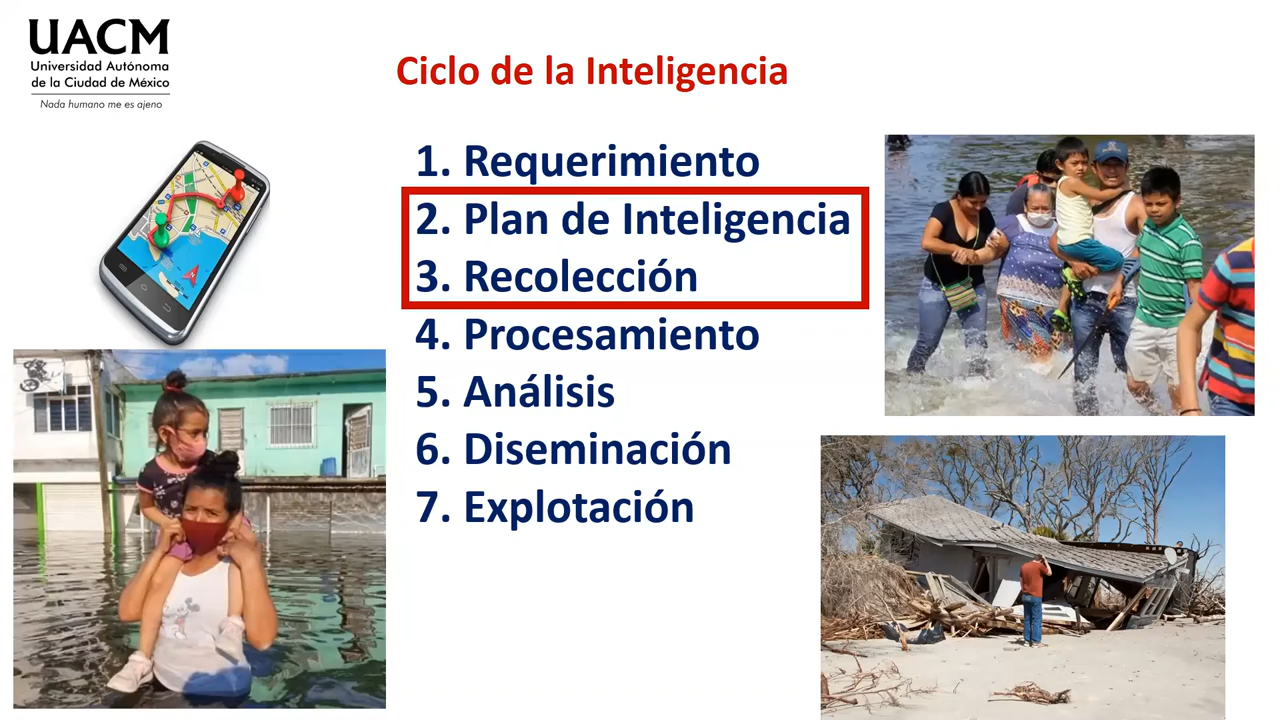 UACM
Universidad Autónoma
de la Ciudad de México
Nada humano me es ajeno
Ciclo de la Inteligencia
1. Requerimiento
2. Plan de Inteligencia
3. Recolección
4. Procesamiento
5. Análisis
6. Diseminación
7. Explotación